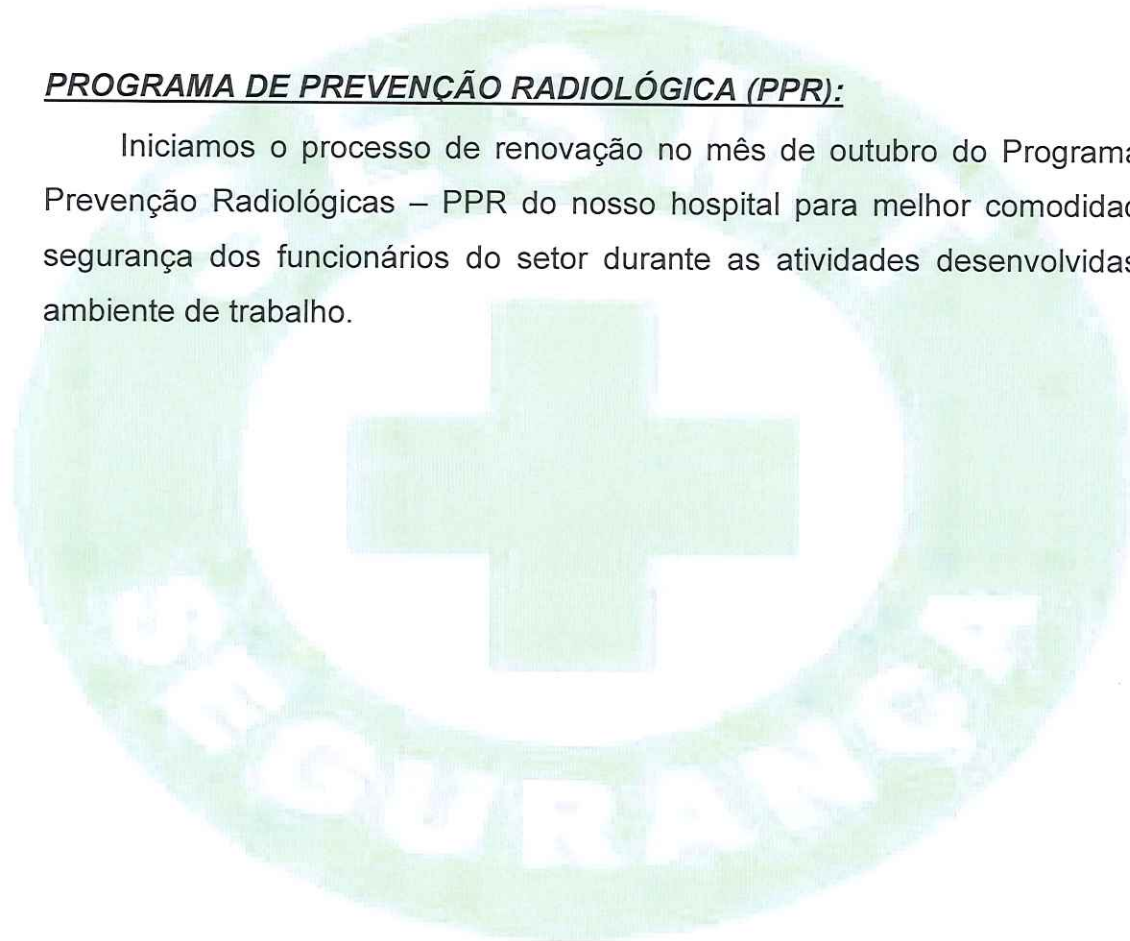 PROGRAMA DE PREVENÇÃO RADIOLÓGICA (PPR):
Iniciamos o processo de renovação no mês de outubro do Programa
Prevenção Radiológicas – PPR do nosso hospital para melhor comodidad
segurança dos funcionários do setor durante as atividades desenvolvidas
ambiente de trabalho.
SESMT
SEGURANÇA